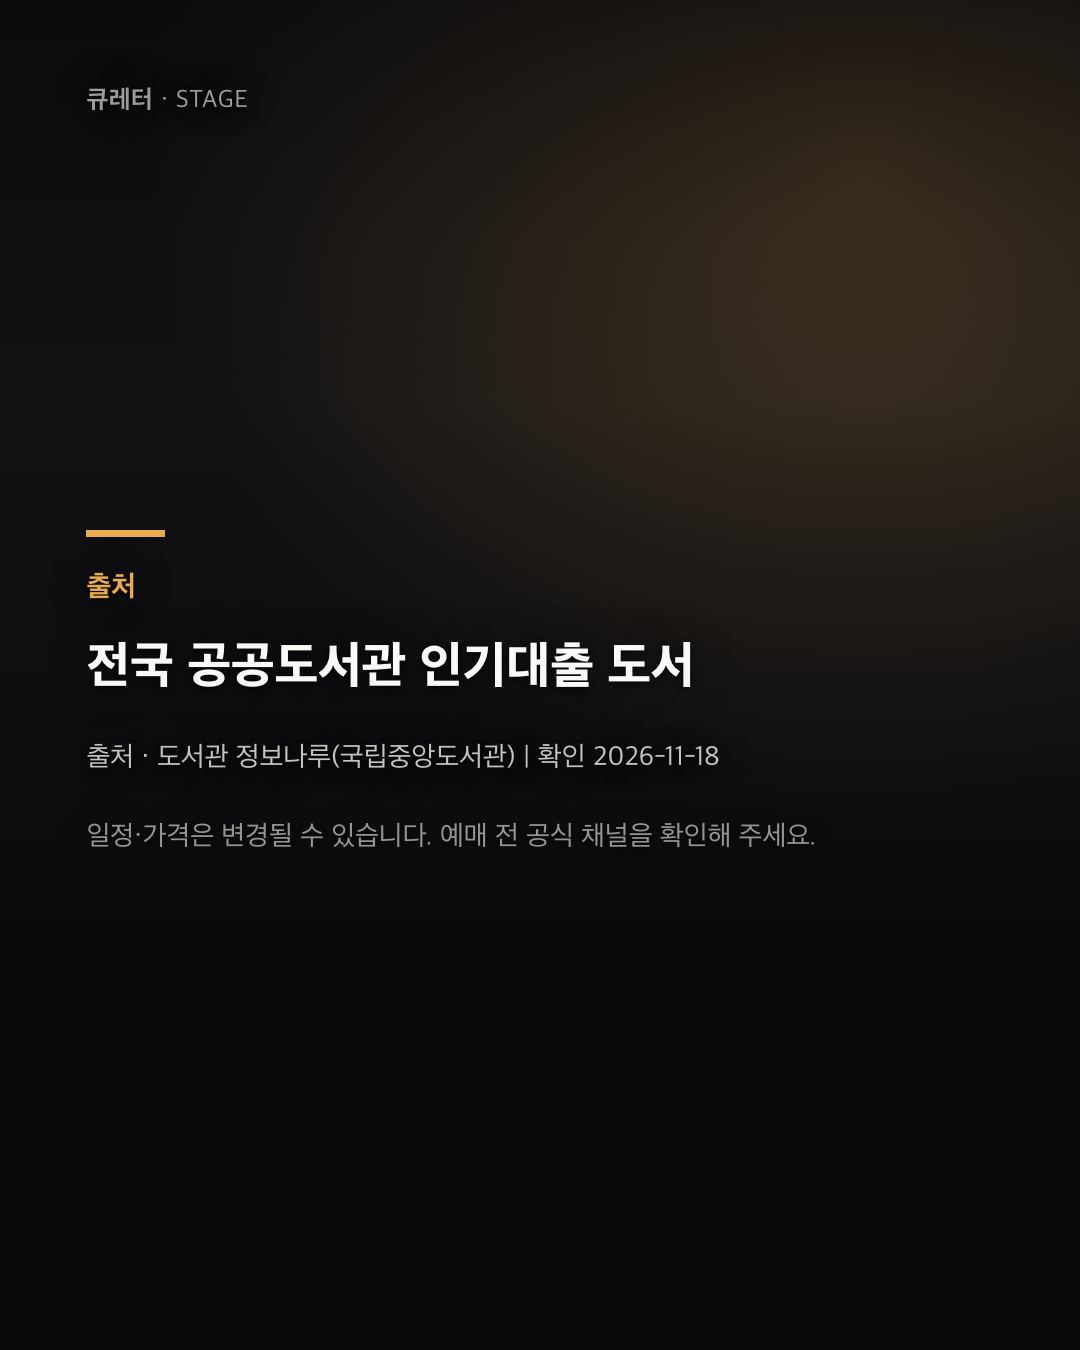 큐레터 · STAGE
출처
전국 공공도서관 인기대출 도서
출처 · 도서관 정보나루(국립중앙도서관) | 확인 2026-11-18
일정·가격은 변경될 수 있습니다. 예매 전 공식 채널을 확인해 주세요.